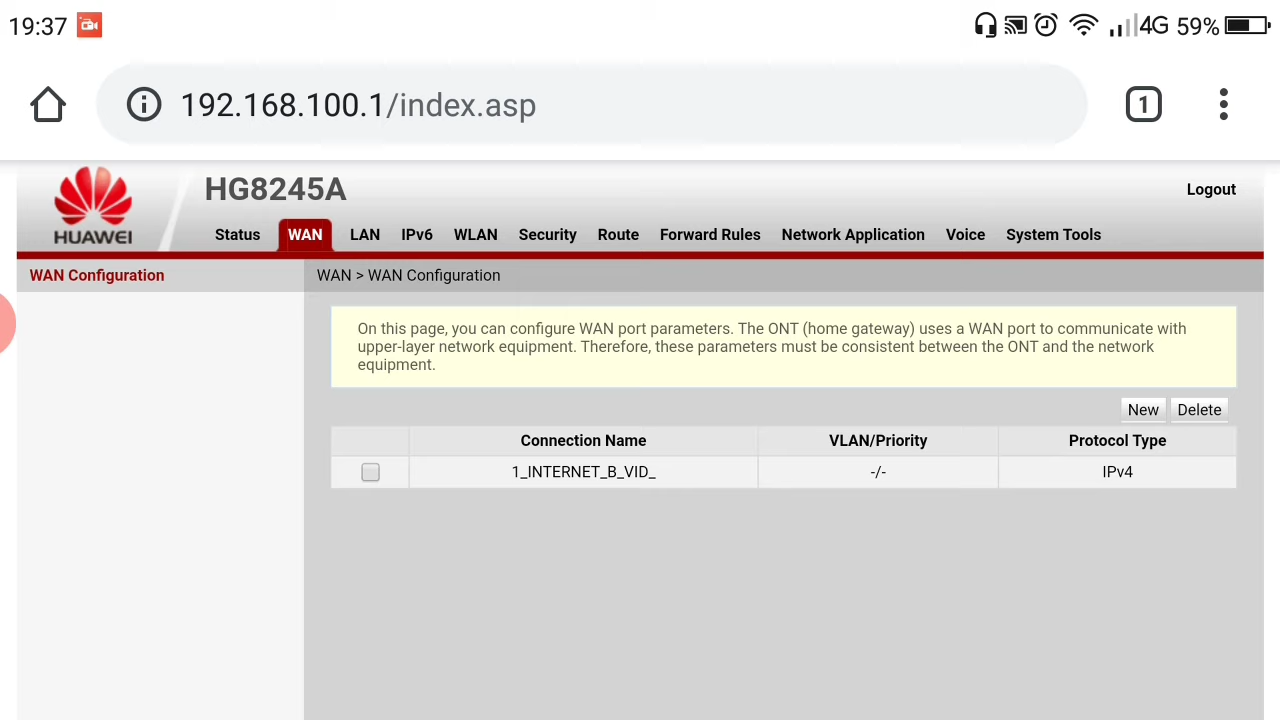 19:37 4G 59%
192.168.100.1/index.asp 1
HUAWEI
HG8245A Logout
Status WAN LAN IPv6 WLAN Security Route Forward Rules Network Application Voice System Tools
WAN Configuration WAN > WAN Configuration
On this page, you can configure WAN port parameters. The ONT (home gateway) uses a WAN port to communicate with
upper-layer network equipment. Therefore, these parameters must be consistent between the ONT and the network
equipment.
New Delete
Connection Name VLAN/Priority Protocol Type
1_INTERNET_B_VID_ -/- IPv4